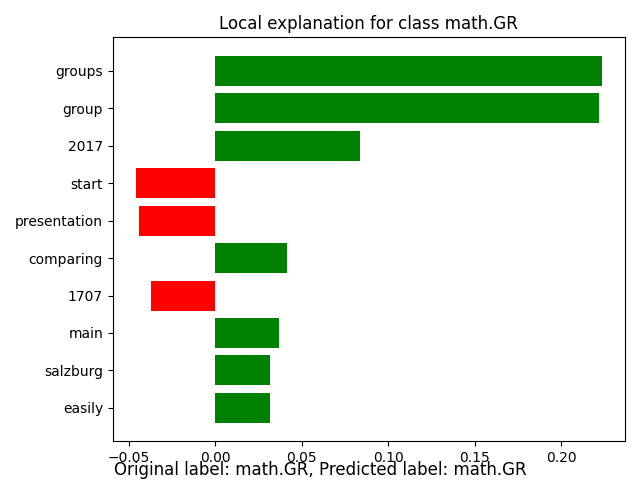 Local explanation for class math.GR
groups
group
2017
start
presentation
comparing
1707
main
salzburg
easily
−0.05 0.00 0.05 0.10 0.15 0.20
Original label: math.GR, Predicted label: math.GR